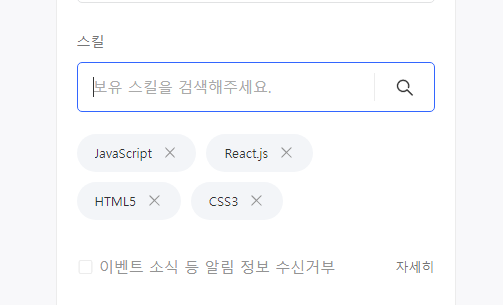 스킬
보유 스킬을 검색해주세요.
JavaScript React.js
HTML5 CSS3
이벤트 소식 등 알림 정보 수신거부 자세히